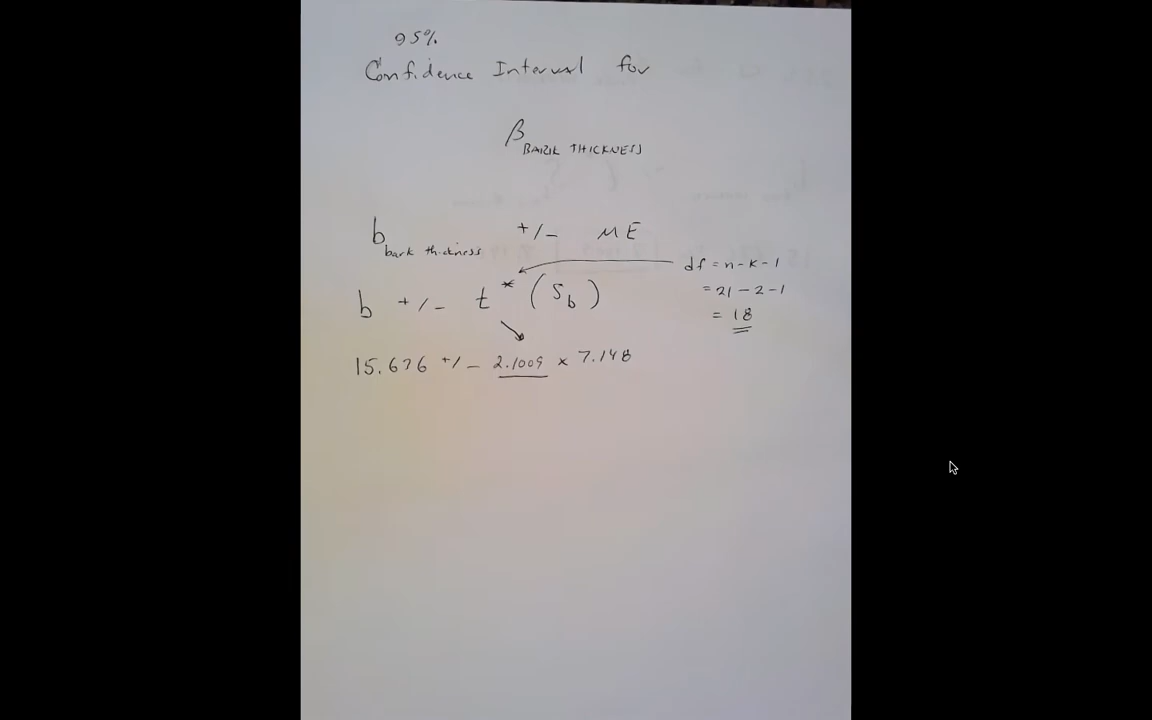 95%
Confidence Interval for
β BARK THICKNESS
b bark thickness +/- ME
df = n-k-1
b +/- t* (Sb)
= 21-2-1
= 18
15.676 +/- 2.1009 × 7.148